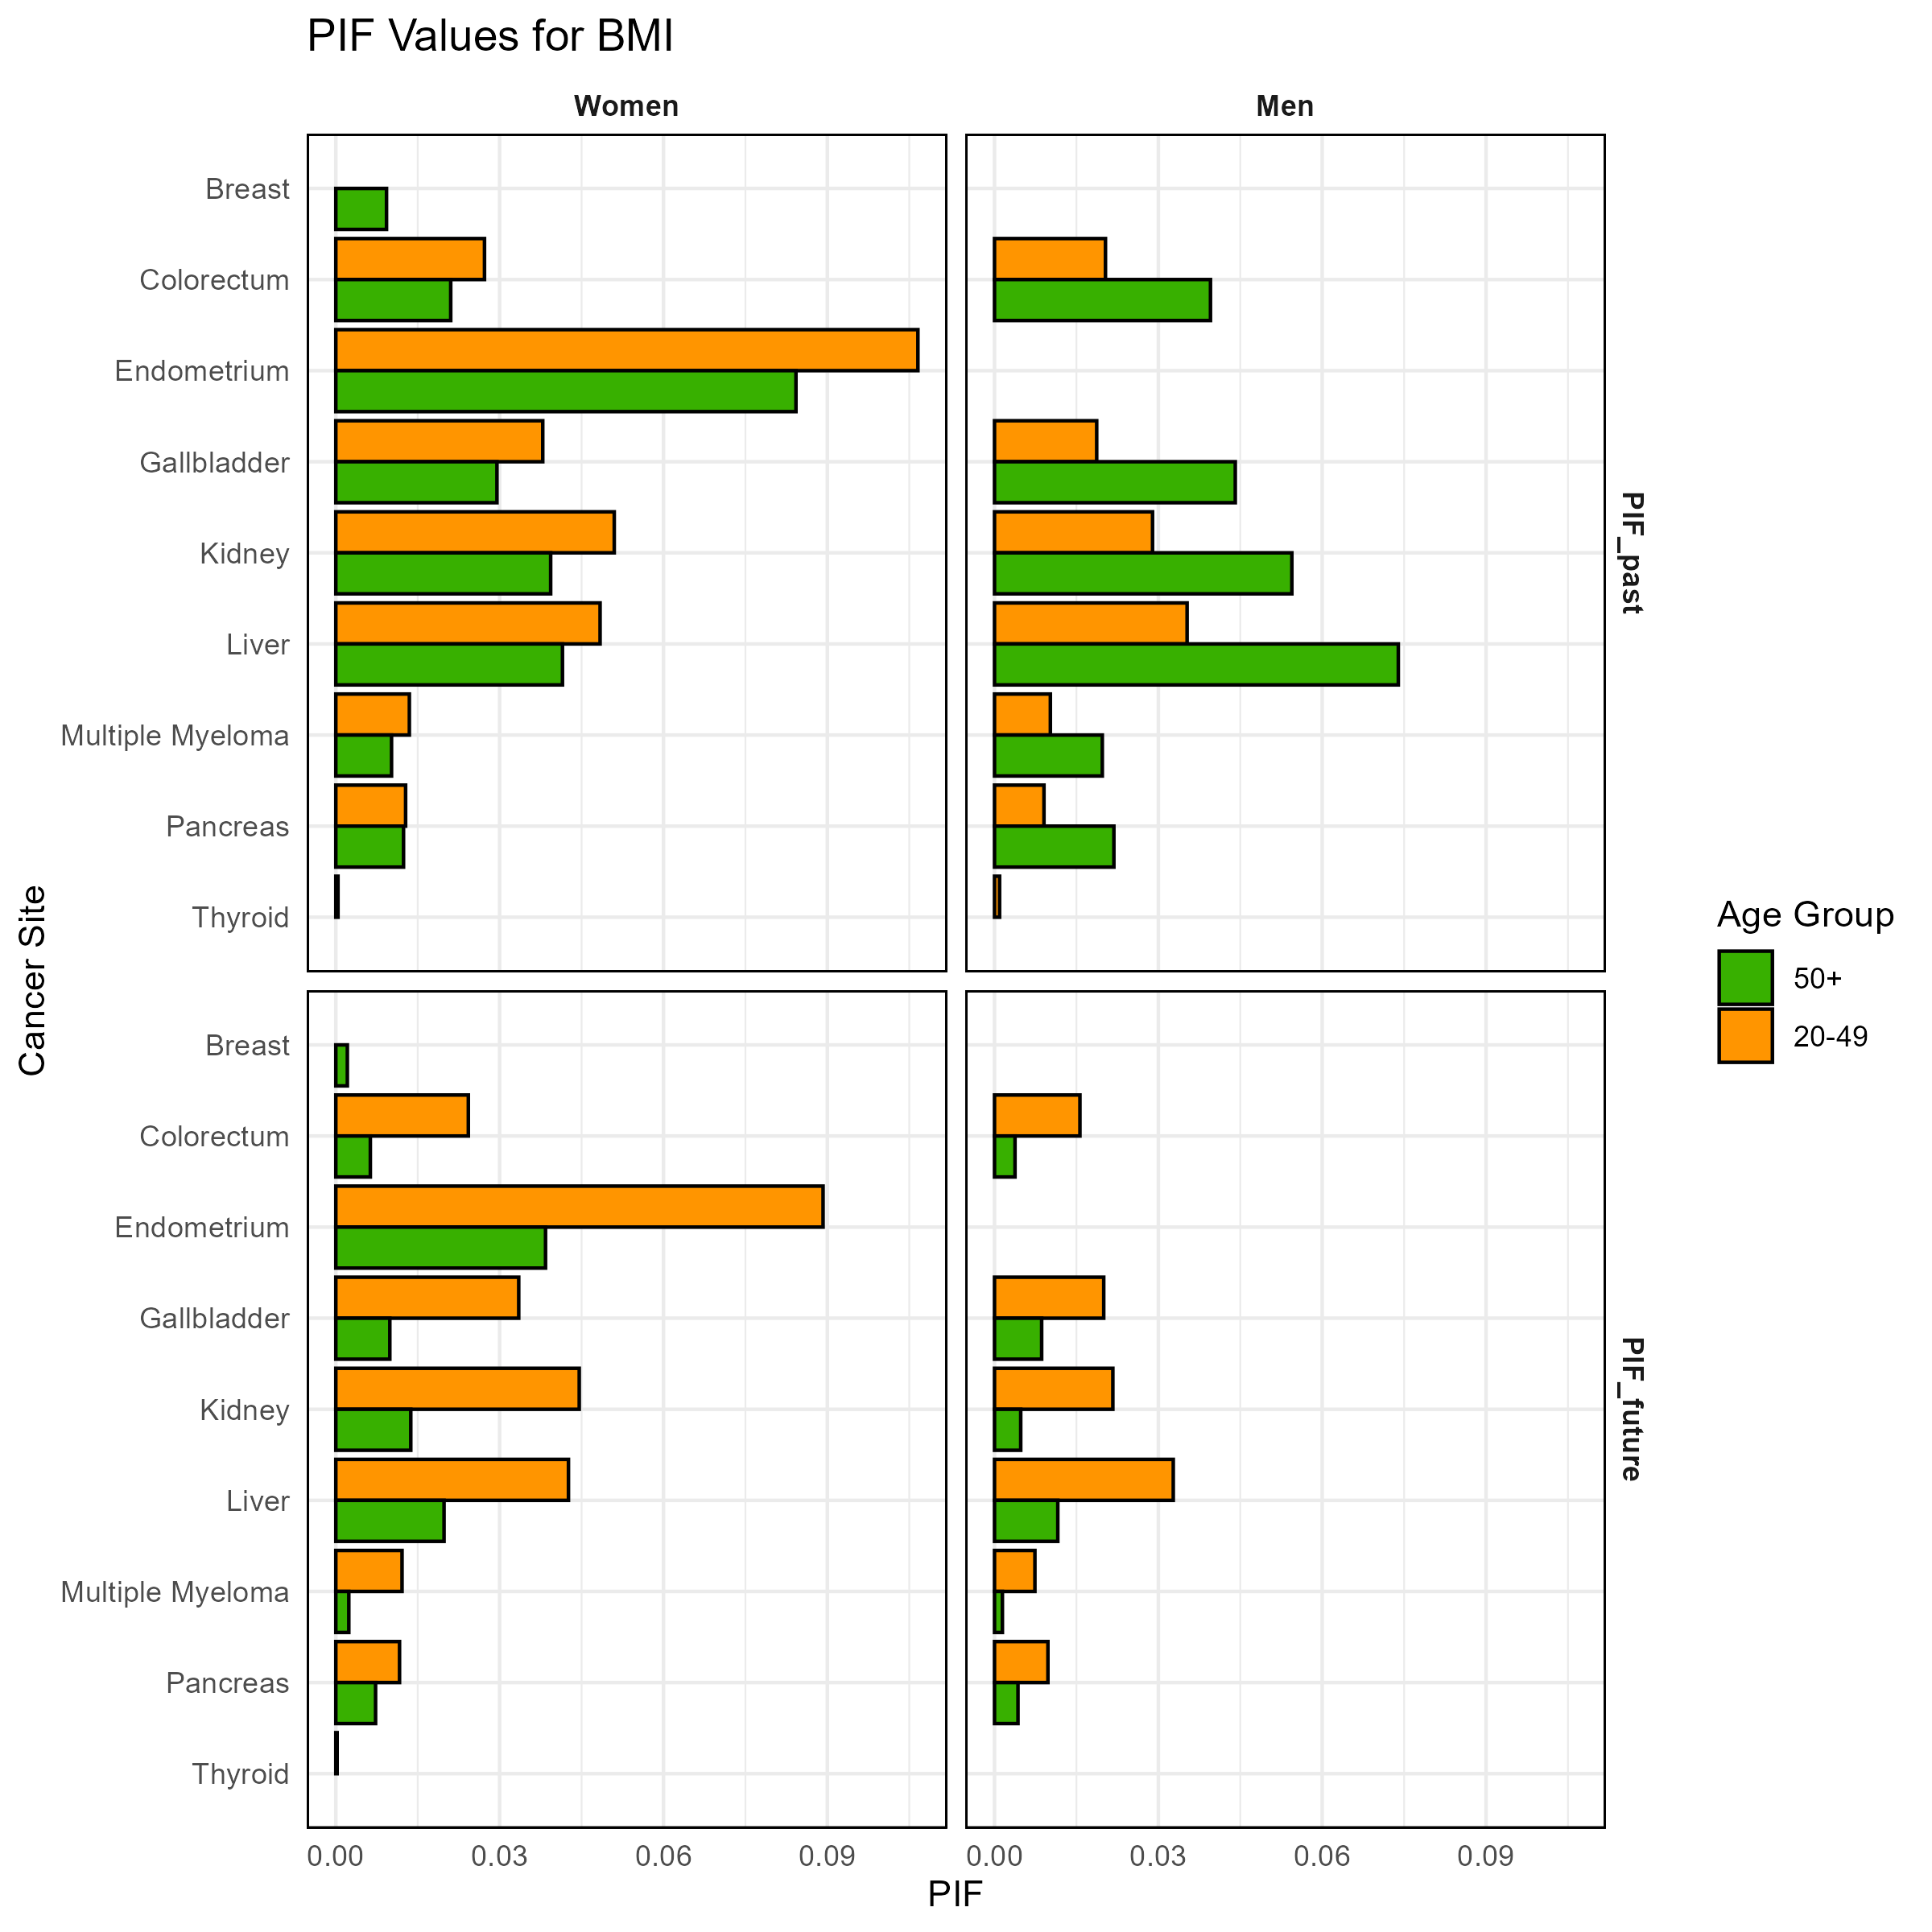 PIF Values for BMI
Women
Men
Breast
Colorectum
Endometrium
Gallbladder
Kidney
Liver
Multiple Myeloma
Pancreas
Thyroid
PIF_past
Breast
Colorectum
Endometrium
Gallbladder
Kidney
Liver
Multiple Myeloma
Pancreas
Thyroid
PIF_future
0.00 0.03 0.06 0.09
0.00 0.03 0.06 0.09
PIF
Cancer Site
Age Group
50+
20-49